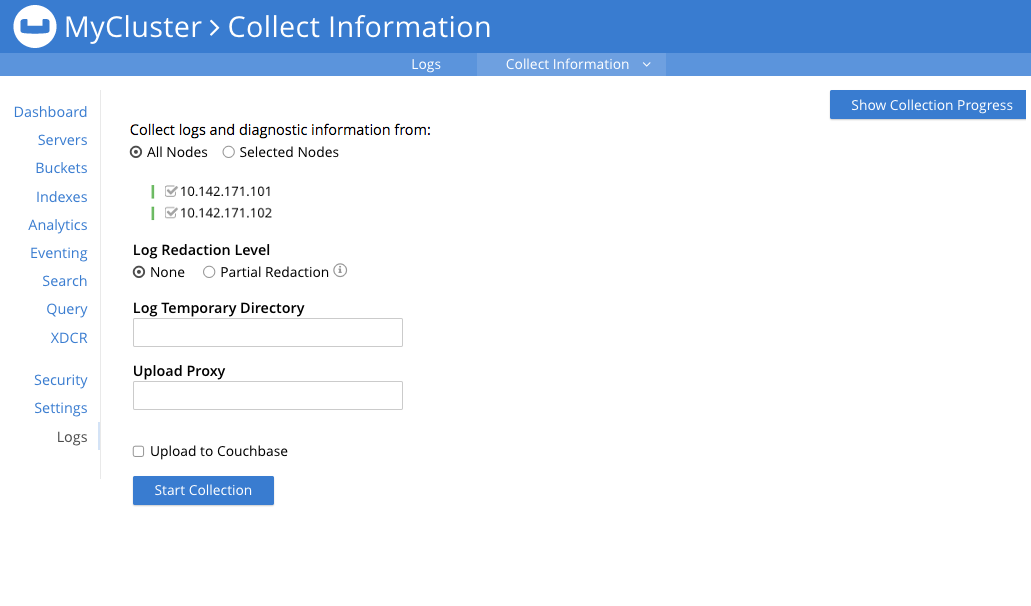 MyCluster > Collect Information
Logs
Collect Information
Show Collection Progress
Dashboard
Servers
Buckets
Indexes
Analytics
Eventing
Search
Query
XDCR
Security
Settings
Logs
Collect logs and diagnostic information from:
All Nodes Selected Nodes
10.142.171.101
10.142.171.102
Log Redaction Level
None Partial Redaction
Log Temporary Directory
Upload Proxy
Upload to Couchbase
Start Collection